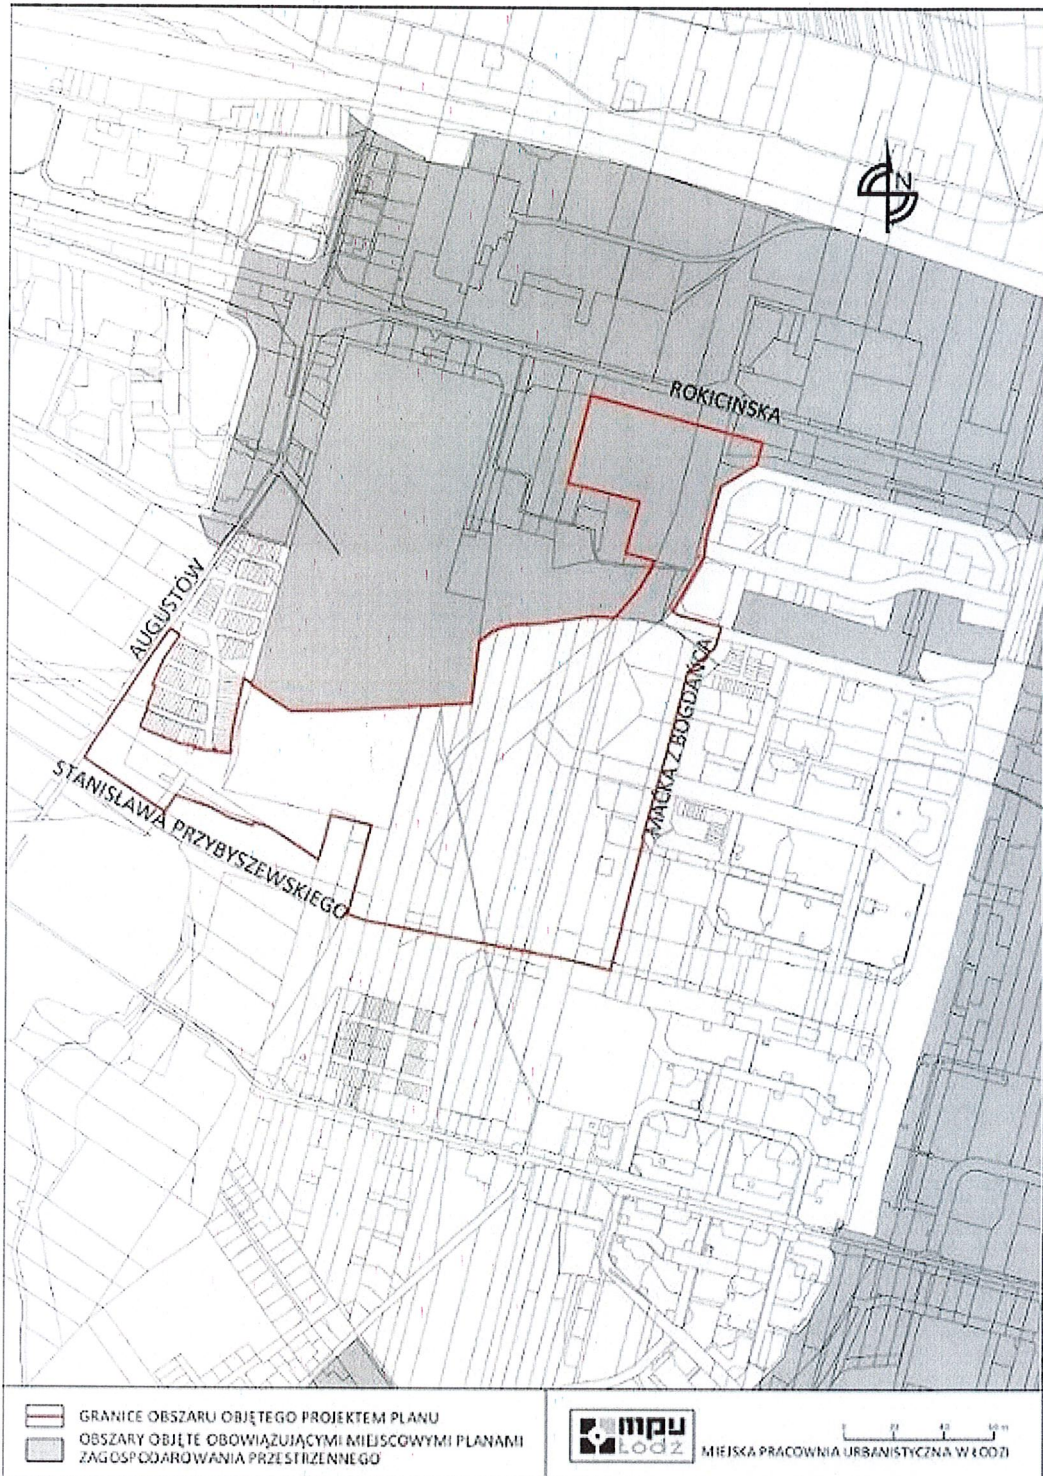 N
ROKICIŃSKA
AUGUSTÓW
MAĆKA Z BOGDAŃCA
STANISŁAWA PRZYBYSZEWSKIEGO
GRANICE OBSZARU OBJĘTEGO PROJEKTEM PLANU
OBSZARY OBJĘTE OBOWIĄZUJĄCYMI MIEJSCOWYMI PLANAMI
ZAGOSPODAROWANIA PRZESTRZENNEGO
mpu
Łódź
MIEJSKA PRACOWNIA URBANISTYCZNA W ŁODZI